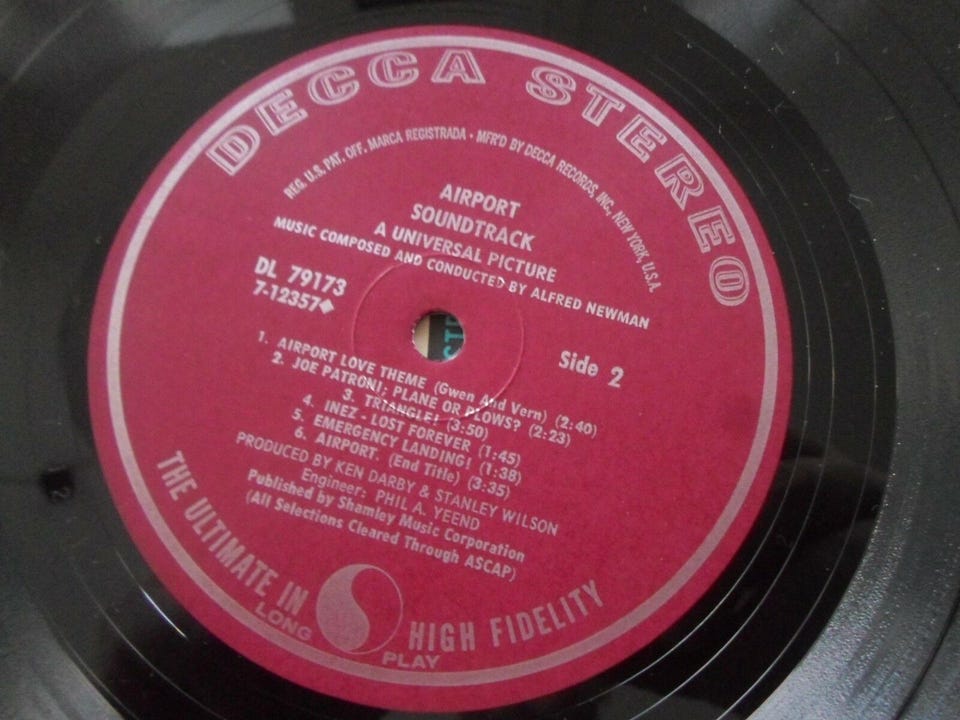 DECCA STEREO
REG. U.S. PAT. OFF. MARCA REGISTRADA • MFR'D BY DECCA RECORDS, INC., NEW YORK, U.S.A.
AIRPORT
SOUNDTRACK
A UNIVERSAL PICTURE
MUSIC COMPOSED AND CONDUCTED BY ALFRED NEWMAN
DL 79173
7-12357◆
Side 2
1. AIRPORT LOVE THEME (Gwen And Vern) (2:40)
2. JOE PATRONI: PLANE OR PLOWS? (2:23)
3. TRIANGLE! (3:50)
4. INEZ - LOST FOREVER (1:45)
5. EMERGENCY LANDING! (1:38)
6. AIRPORT. (End Title) (3:35)
PRODUCED BY KEN DARBY & STANLEY WILSON
Engineer: PHIL A. YEEND
Published by Shamley Music Corporation
(All Selections Cleared Through ASCAP)
THE ULTIMATE IN HIGH FIDELITY
LONG PLAY